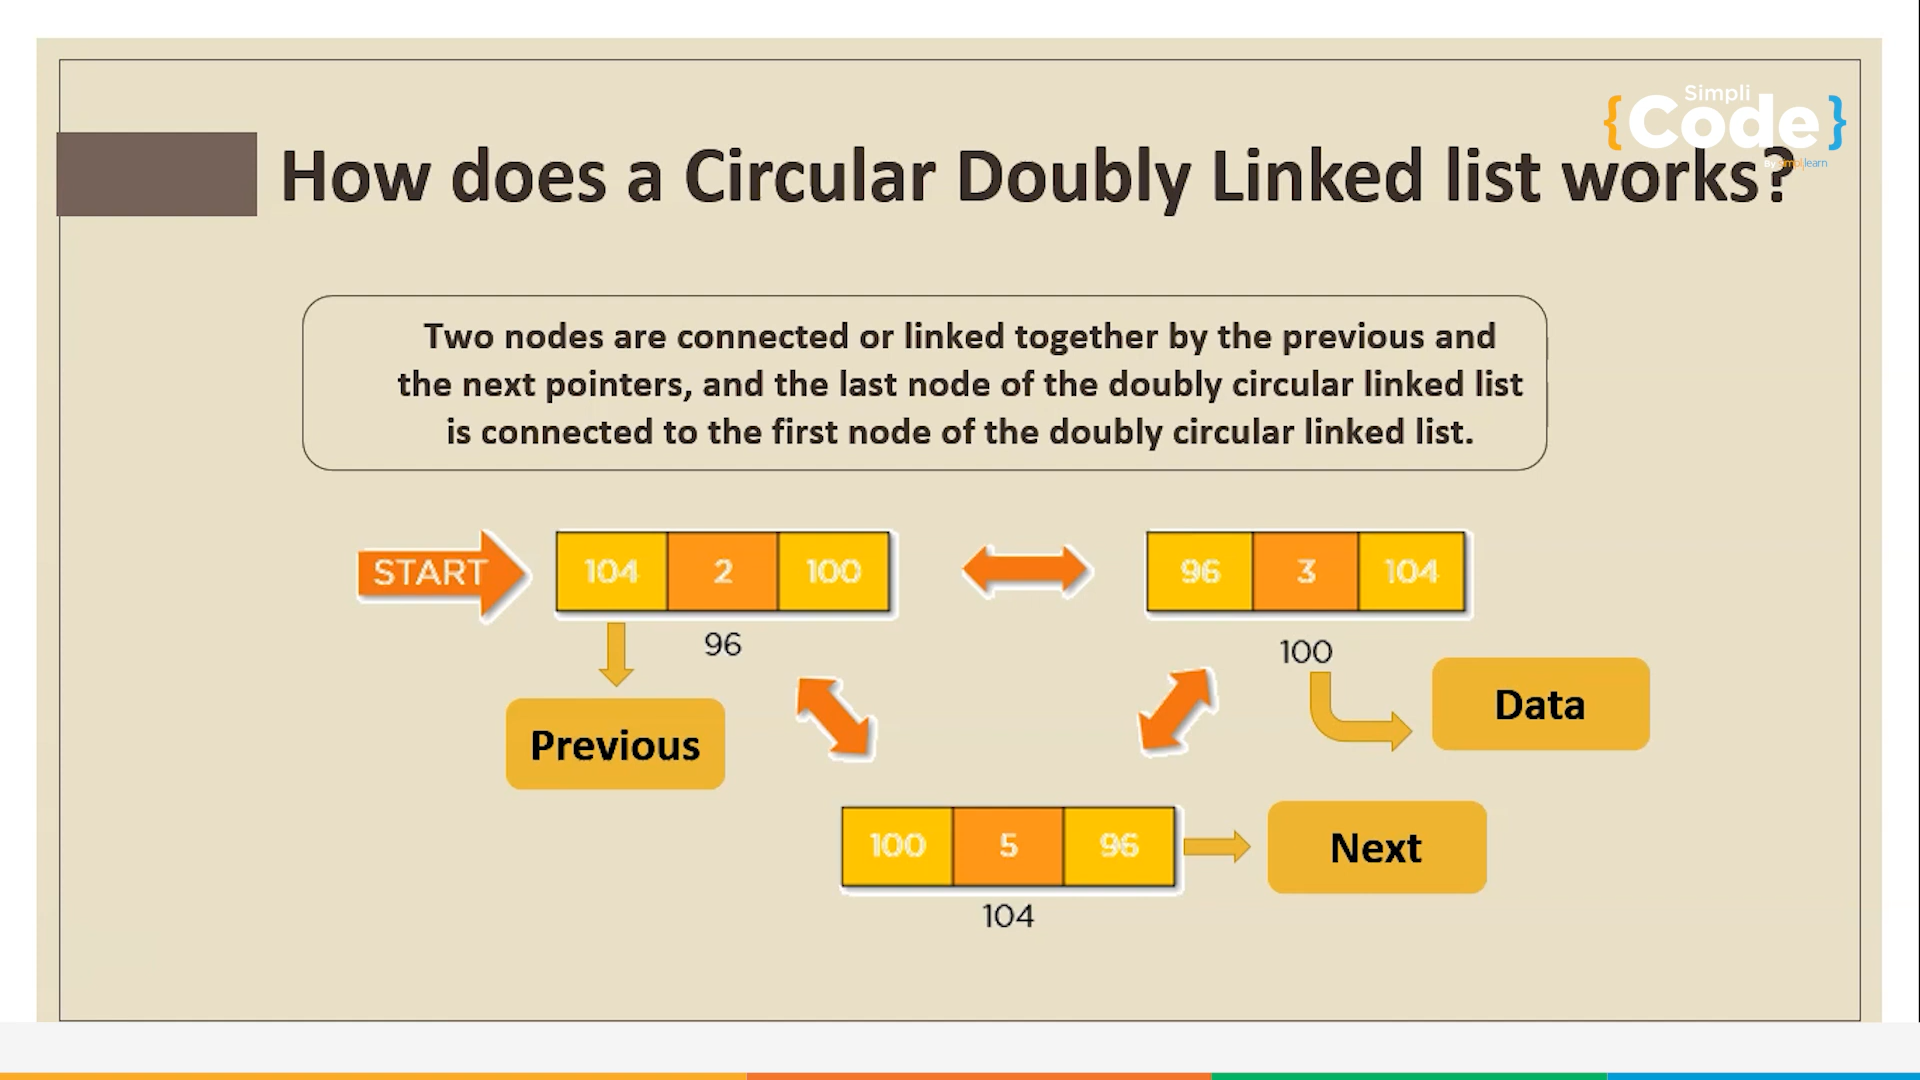 Simpli
{Code}
by simplilearn
How does a Circular Doubly Linked list works?
Two nodes are connected or linked together by the previous and
the next pointers, and the last node of the doubly circular linked list
is connected to the first node of the doubly circular linked list.
START
104 2 100
96 3 104
96
100
Previous
Data
100 5 96
Next
104